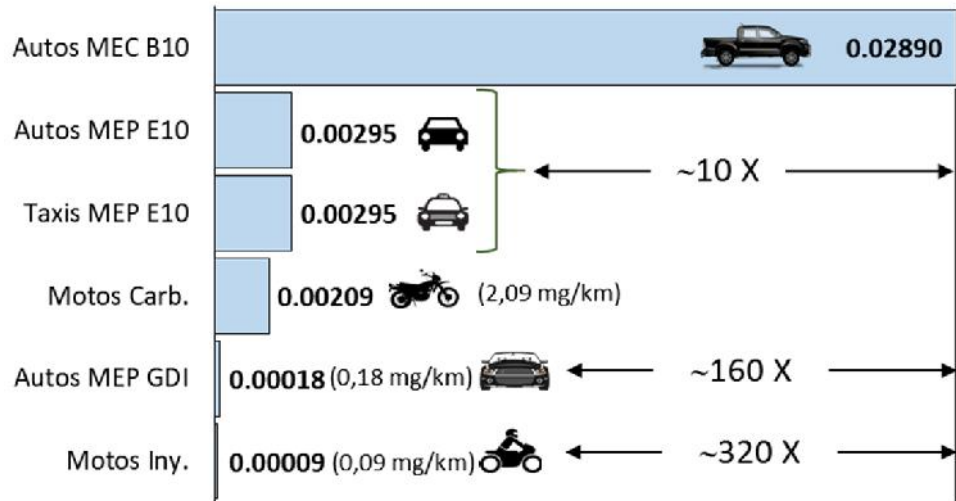 Autos MEC B10 0.02890
Autos MEP E10 0.00295
~10 X
Taxis MEP E10 0.00295
Motos Carb. 0.00209 (2,09 mg/km)
Autos MEP GDI 0.00018 (0,18 mg/km) ~160 X
Motos Iny. 0.00009 (0,09 mg/km) ~320 X